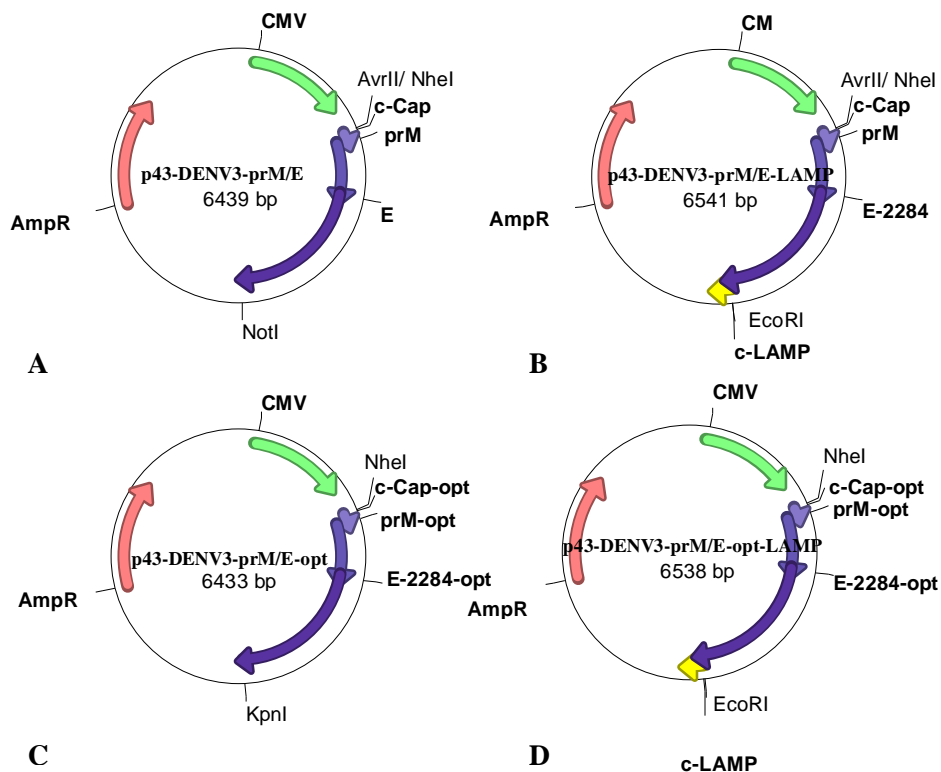 CMV
AvrII/ NheI
c-Cap
prM
p43-DENV3-prM/E
6439 bp
AmpR
E
NotI
A
CM
AvrII/ NheI
c-Cap
prM
p43-DENV3-prM/E-LAMP
6541 bp
AmpR
E-2284
EcoRI
c-LAMP
B
CMV
NheI
c-Cap-opt
prM-opt
p43-DENV3-prM/E-opt
6433 bp
E-2284-opt
AmpR
KpnI
C
CMV
NheI
c-Cap-opt
prM-opt
p43-DENV3-prM/E-opt-LAMP
6538 bp
E-2284-opt
AmpR
EcoRI
D
c-LAMP